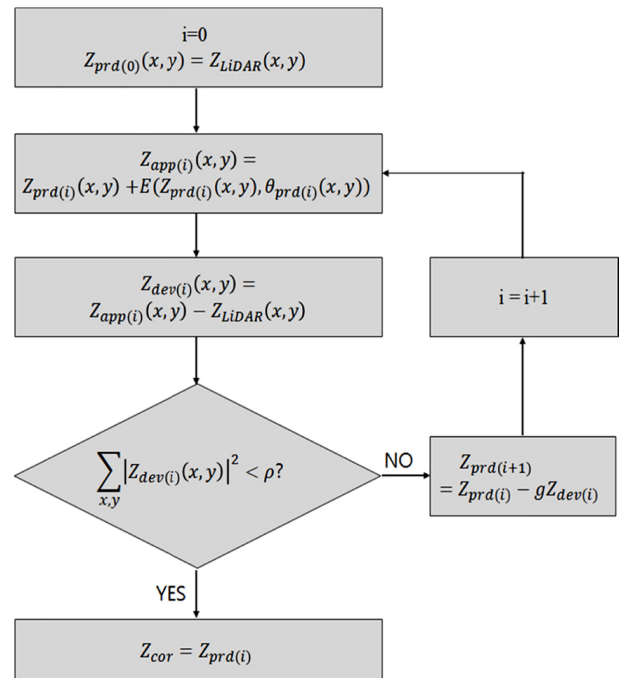 i=0
Z_{prd(0)}(x, y) = Z_{LiDAR}(x, y)
Z_{app(i)}(x, y) =
Z_{prd(i)}(x, y) +E(Z_{prd(i)}(x, y), θ_{prd(i)}(x, y))
Z_{dev(i)}(x, y) =
Z_{app(i)}(x, y) − Z_{LiDAR}(x, y)
i = i+1
∑_{x,y} |Z_{dev(i)}(x, y)|^2 < ρ?
NO
Z_{prd(i+1)}
= Z_{prd(i)} − gZ_{dev(i)}
YES
Z_{cor} = Z_{prd(i)}